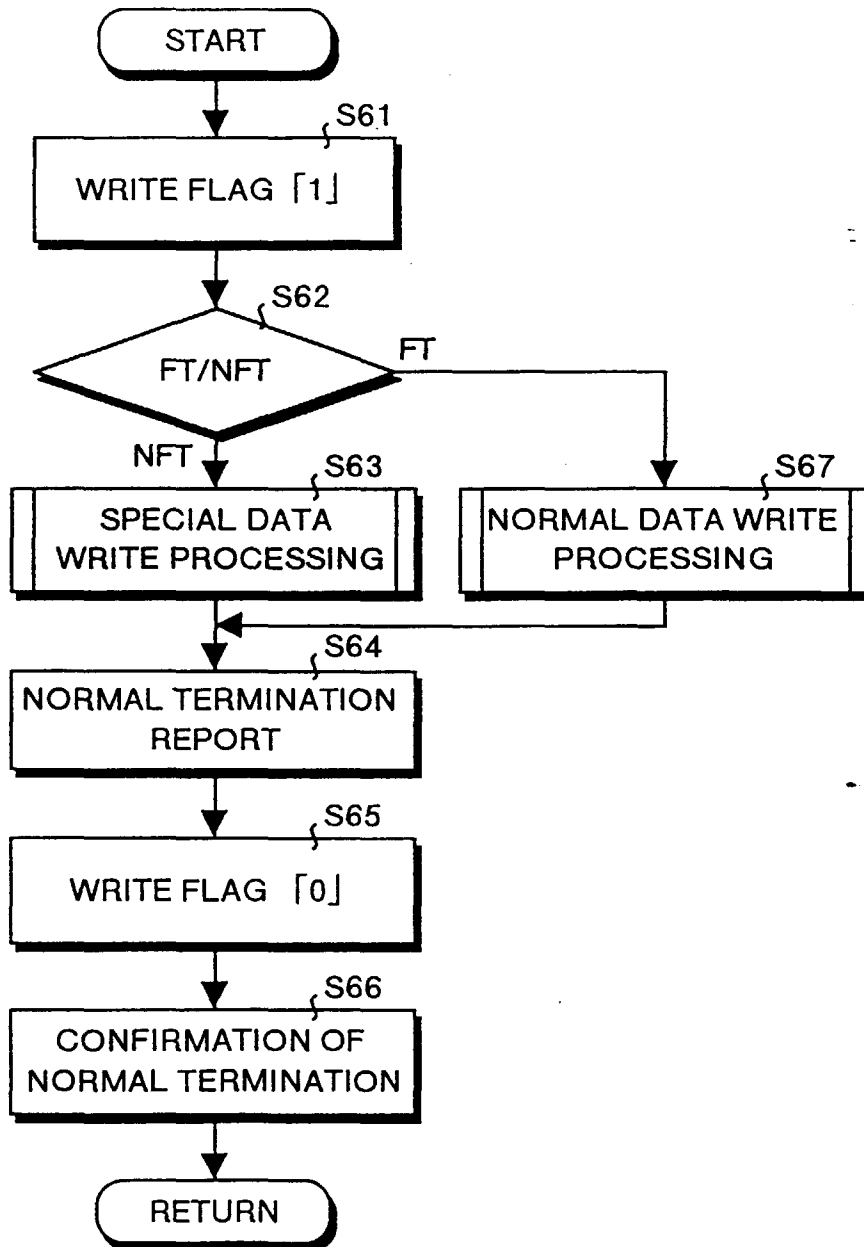 START
S61
WRITE FLAG ｢1｣
S62
FT/NFT
FT
NFT
S63
SPECIAL DATA
WRITE PROCESSING
S67
NORMAL DATA WRITE
PROCESSING
S64
NORMAL TERMINATION
REPORT
S65
WRITE FLAG ｢0｣
S66
CONFIRMATION OF
NORMAL TERMINATION
RETURN